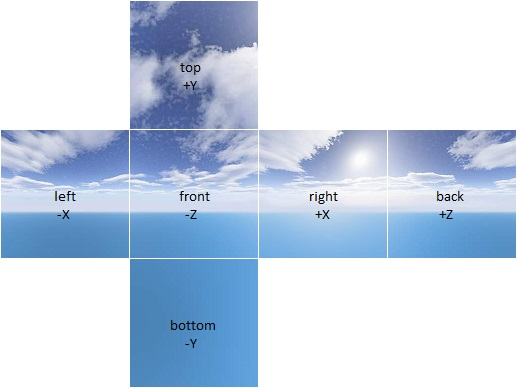 top
+Y
left
-X
front
-Z
right
+X
back
+Z
bottom
-Y